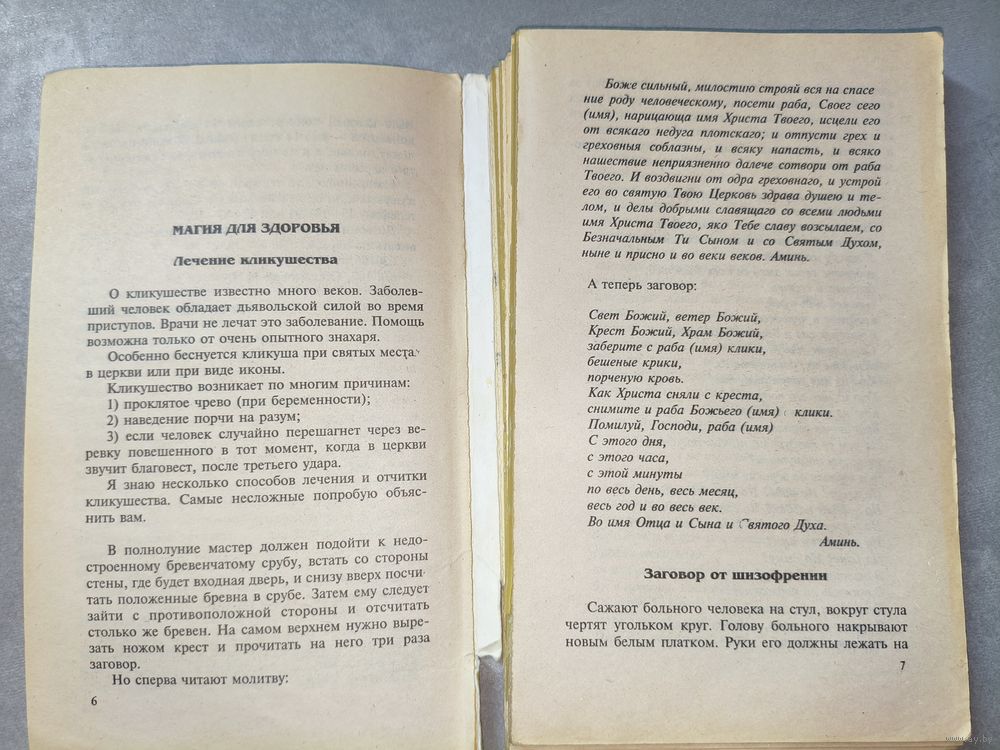 МАГИЯ ДЛЯ ЗДОРОВЬЯ
Лечение кликушества
О кликушестве известно много веков. Заболев-
ший человек обладает дьявольской силой во время
приступов. Врачи не лечат это заболевание. Помощь
возможна только от очень опытного знахаря.
Особенно беснуется кликуша при святых места
в церкви или при виде иконы.
Кликушество возникает по многим причинам:
1) проклятое чрево (при беременности);
2) наведение порчи на разум;
3) если человек случайно перешагнет через ве-
ревку повешенного в тот момент, когда в церкви
звучит благовест, после третьего удара.
Я знаю несколько способов лечения и отчитки
кликушества. Самые несложные попробую объяс-
нить вам.
В полнолуние мастер должен подойти к недо-
строенному бревенчатому срубу, встать со стороны
стены, где будет входная дверь, и снизу вверх посчи-
тать положенные бревна в срубе. Затем ему следует
зайти с противоположной стороны и отсчитать
столько же бревен. На самом верхнем нужно выре-
зать ножом крест и прочитать на него три раза
заговор.
Но сперва читают молитву:
6
Боже сильный, милостию строяй вся на спасе
ние роду человеческому, посети раба, Своег сего
(имя), нарицающа имя Христа Твоего, исцели его
от всякаго недуга плотскаго; и отпусти грех и
греховныя соблазны, и всяку напасть, и всяко
нашествие неприязненно далече сотвори от раба
Твоего. И воздвигни от одра греховнаго, и устрой
его во святую Твою Церковь здрава душею и те-
лом, и делы добрыми славящаго со всеми людьми
имя Христа Твоего, яко Тебе славу возсылаем, со
Безначальным Ти Сыном и со Святым Духом,
ныне и присно и во веки веков. Аминь.
А теперь заговор:
Свет Божий, ветер Божий,
Крест Божий, Храм Божий,
заберите с раба (имя) клики,
бешеные крики,
порченую кровь.
Как Христа сняли с креста,
снимите и раба Божьего (имя) клики.
Помилуй, Господи, раба (имя)
С этого дня,
с этого часа,
с этой минуты
по весь день, весь месяц,
весь год и во весь век.
Во имя Отца и Сына и Святого Духа.
Аминь.
Заговор от шизофрении
Сажают больного человека на стул, вокруг стула
чертят угольком круг. Голову больного накрывают
новым белым платком. Руки его должны лежать на
7